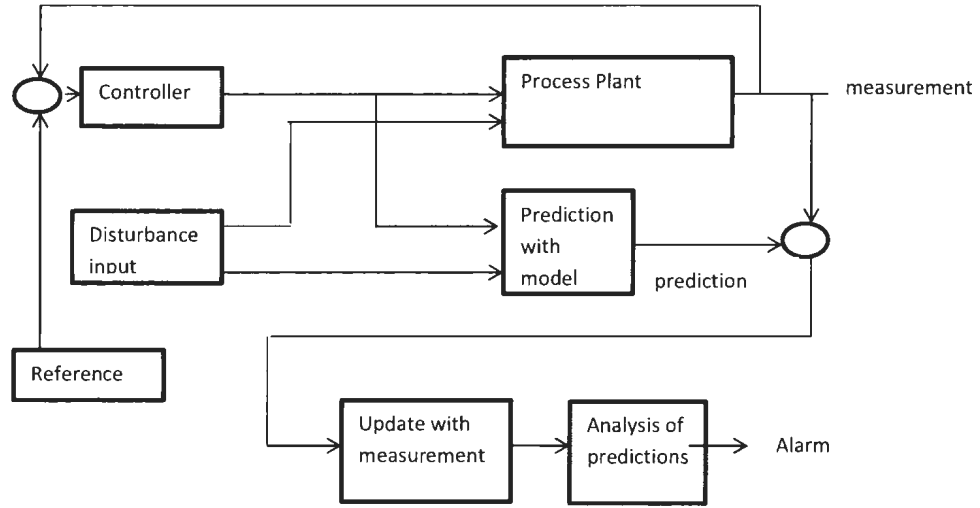 Controller
Process Plant
measurement
Disturbance
input
Prediction
with
model
prediction
Reference
Update with
measurement
Analysis of
predictions
Alarm